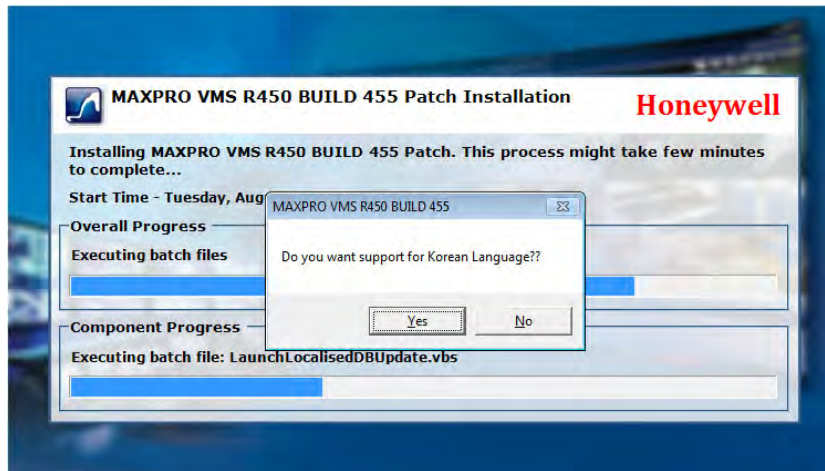 MAXPRO VMS R450 BUILD 455 Patch Installation
Honeywell
Installing MAXPRO VMS R450 BUILD 455 Patch. This process might take few minutes
to complete...
Start Time - Tuesday, Aug
MAXPRO VMS R450 BUILD 455
Do you want support for Korean Language??
Yes
No
Overall Progress
Executing batch files
Component Progress
Executing batch file: LaunchLocalisedDBUpdate.vbs